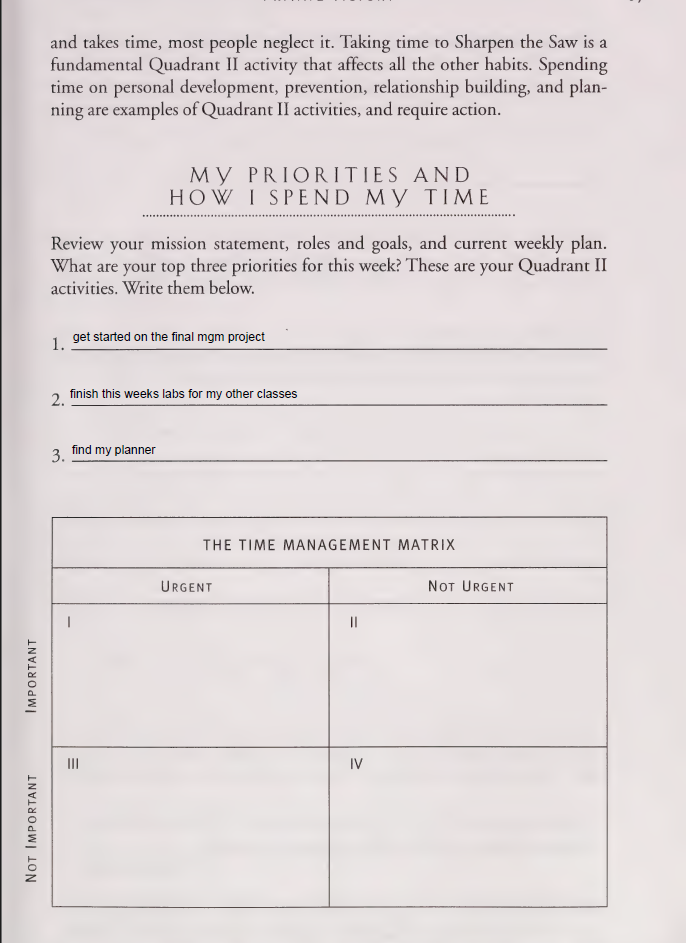 and takes time, most people neglect it. Taking time to Sharpen the Saw is a
fundamental Quadrant II activity that affects all the other habits. Spending
time on personal development, prevention, relationship building, and plan-
ning are examples of Quadrant II activities, and require action.
MY PRIORITIES AND
HOW I SPEND MY TIME
Review your mission statement, roles and goals, and current weekly plan.
What are your top three priorities for this week? These are your Quadrant II
activities. Write them below.
1. get started on the final mgm project
2. finish this weeks labs for my other classes
3. find my planner
THE TIME MANAGEMENT MATRIX
URGENT NOT URGENT
IMPORTANT
I II
NOT IMPORTANT
III IV